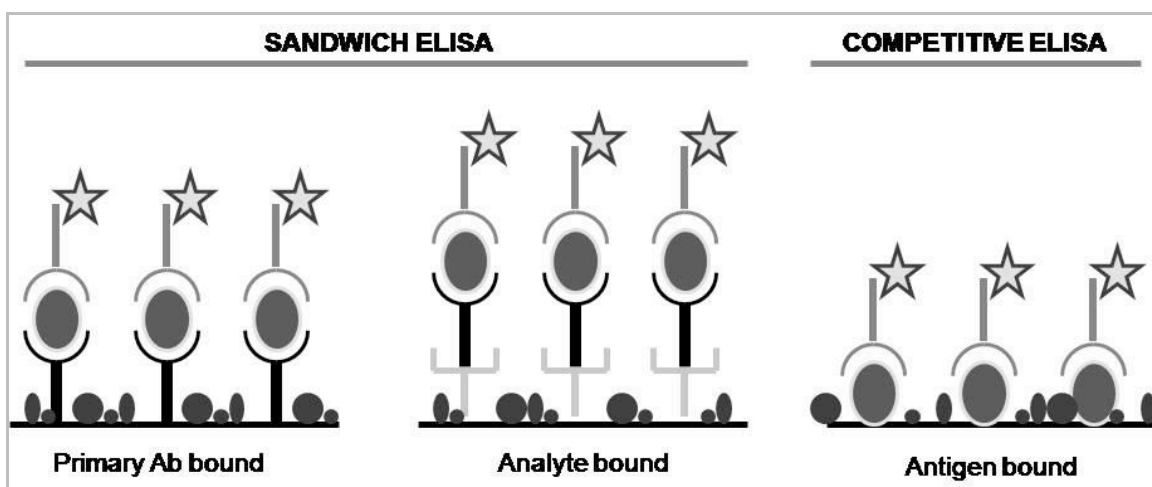 SANDWICH ELISA
COMPETITIVE ELISA
Primary Ab bound
Analyte bound
Antigen bound